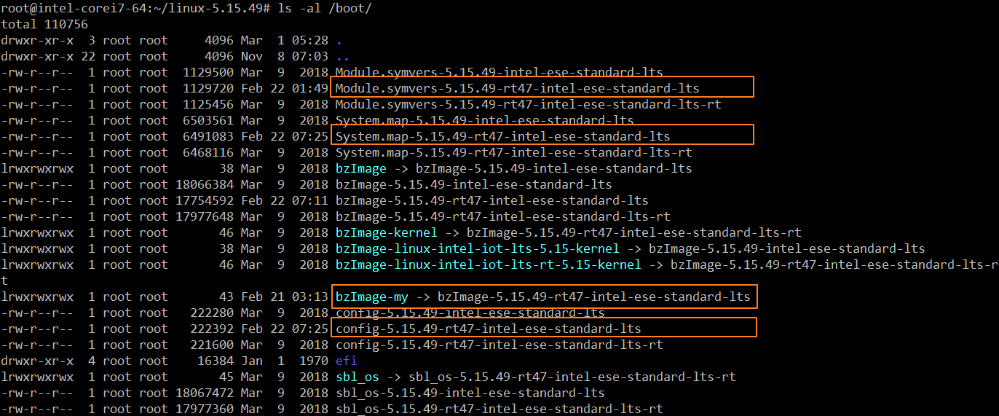 root@intel-corei7-64:~/linux-5.15.49# ls -al /boot/
total 110756
drwxr-xr-x  3 root root     4096 Mar  1 05:28 .
drwxr-xr-x 22 root root     4096 Nov  8 07:03 ..
-rw-r--r--  1 root root  1129500 Mar  9  2018 Module.symvers-5.15.49-intel-ese-standard-lts
-rw-r--r--  1 root root  1129720 Feb 22 01:49 Module.symvers-5.15.49-rt47-intel-ese-standard-lts
-rw-r--r--  1 root root  1125456 Mar  9  2018 Module.symvers-5.15.49-rt47-intel-ese-standard-lts-rt
-rw-r--r--  1 root root  6503561 Mar  9  2018 System.map-5.15.49-intel-ese-standard-lts
-rw-r--r--  1 root root  6491083 Feb 22 07:25 System.map-5.15.49-rt47-intel-ese-standard-lts
-rw-r--r--  1 root root  6468116 Mar  9  2018 System.map-5.15.49-rt47-intel-ese-standard-lts-rt
lrwxrwxrwx  1 root root       38 Mar  9  2018 bzImage -> bzImage-5.15.49-intel-ese-standard-lts
-rw-r--r--  1 root root 18066384 Mar  9  2018 bzImage-5.15.49-intel-ese-standard-lts
-rw-r--r--  1 root root 17754592 Feb 22 07:11 bzImage-5.15.49-rt47-intel-ese-standard-lts
-rw-r--r--  1 root root 17977648 Mar  9  2018 bzImage-5.15.49-rt47-intel-ese-standard-lts-rt
lrwxrwxrwx  1 root root       46 Mar  9  2018 bzImage-kernel -> bzImage-5.15.49-rt47-intel-ese-standard-lts-rt
lrwxrwxrwx  1 root root       38 Mar  9  2018 bzImage-linux-intel-iot-lts-5.15-kernel -> bzImage-5.15.49-intel-ese-standard-lts
lrwxrwxrwx  1 root root       46 Mar  9  2018 bzImage-linux-intel-iot-lts-rt-5.15-kernel -> bzImage-5.15.49-rt47-intel-ese-standard-lts-r
t
lrwxrwxrwx  1 root root       43 Feb 21 03:13 bzImage-my -> bzImage-5.15.49-rt47-intel-ese-standard-lts
-rw-r--r--  1 root root   222280 Mar  9  2018 config-5.15.49-intel-ese-standard-lts
-rw-r--r--  1 root root   222392 Feb 22 07:25 config-5.15.49-rt47-intel-ese-standard-lts
-rw-r--r--  1 root root   221600 Mar  9  2018 config-5.15.49-rt47-intel-ese-standard-lts-rt
drwxr-xr-x  4 root root    16384 Jan  1  1970 efi
lrwxrwxrwx  1 root root       45 Mar  9  2018 sbl_os -> sbl_os-5.15.49-rt47-intel-ese-standard-lts-rt
-rw-r--r--  1 root root 18067472 Mar  9  2018 sbl_os-5.15.49-intel-ese-standard-lts
-rw-r--r--  1 root root 17977360 Mar  9  2018 sbl_os-5.15.49-rt47-intel-ese-standard-lts-rt